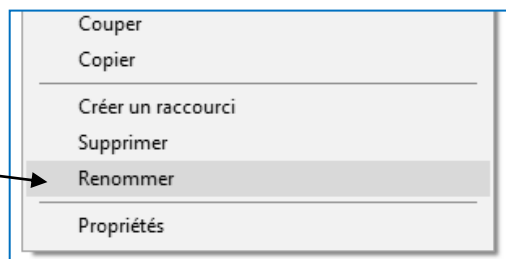 Couper
Copier
Créer un raccourci
Supprimer
Renommer
Propriétés